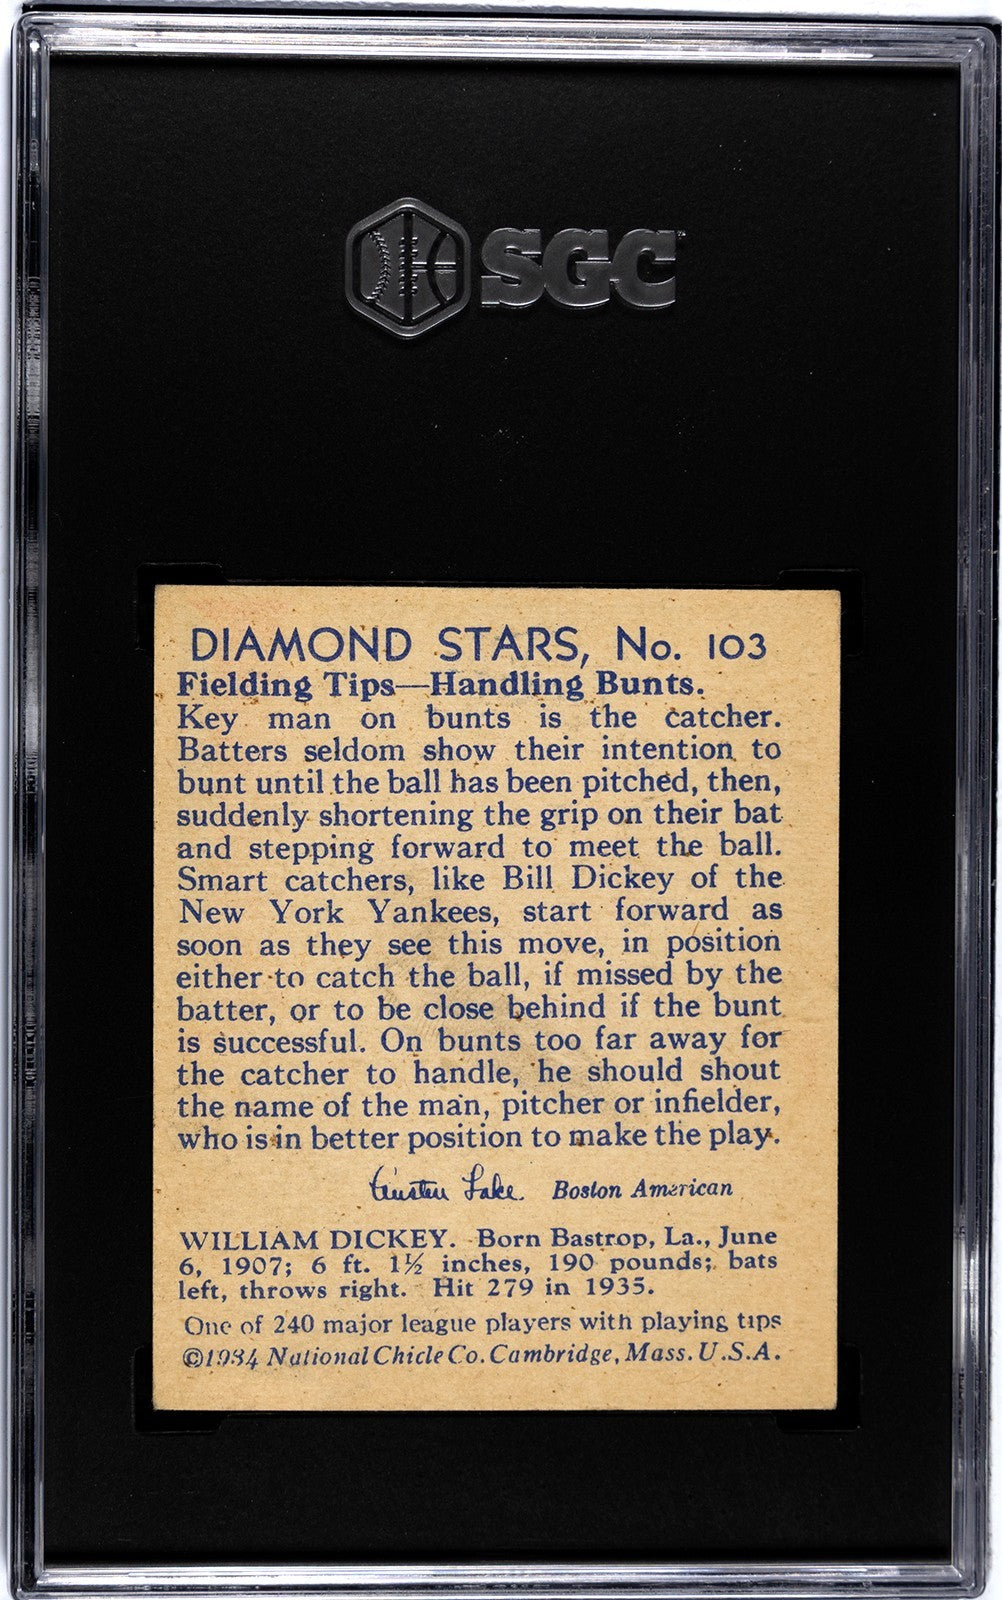 SGC
DIAMOND STARS, No. 103
Fielding Tips—Handling Bunts.
Key man on bunts is the catcher.
Batters seldom show their intention to
bunt until the ball has been pitched, then,
suddenly shortening the grip on their bat
and stepping forward to meet the ball.
Smart catchers, like Bill Dickey of the
New York Yankees, start forward as
soon as they see this move, in position
either to catch the ball, if missed by the
batter, or to be close behind if the bunt
is successful. On bunts too far away for
the catcher to handle, he should shout
the name of the man, pitcher or infielder,
who is in better position to make the play.
Austen Lake Boston American
WILLIAM DICKEY. Born Bastrop, La., June
6, 1907; 6 ft. 1½ inches, 190 pounds; bats
left, throws right. Hit 279 in 1935.
One of 240 major league players with playing tips
©1934 National Chicle Co. Cambridge, Mass. U.S.A.